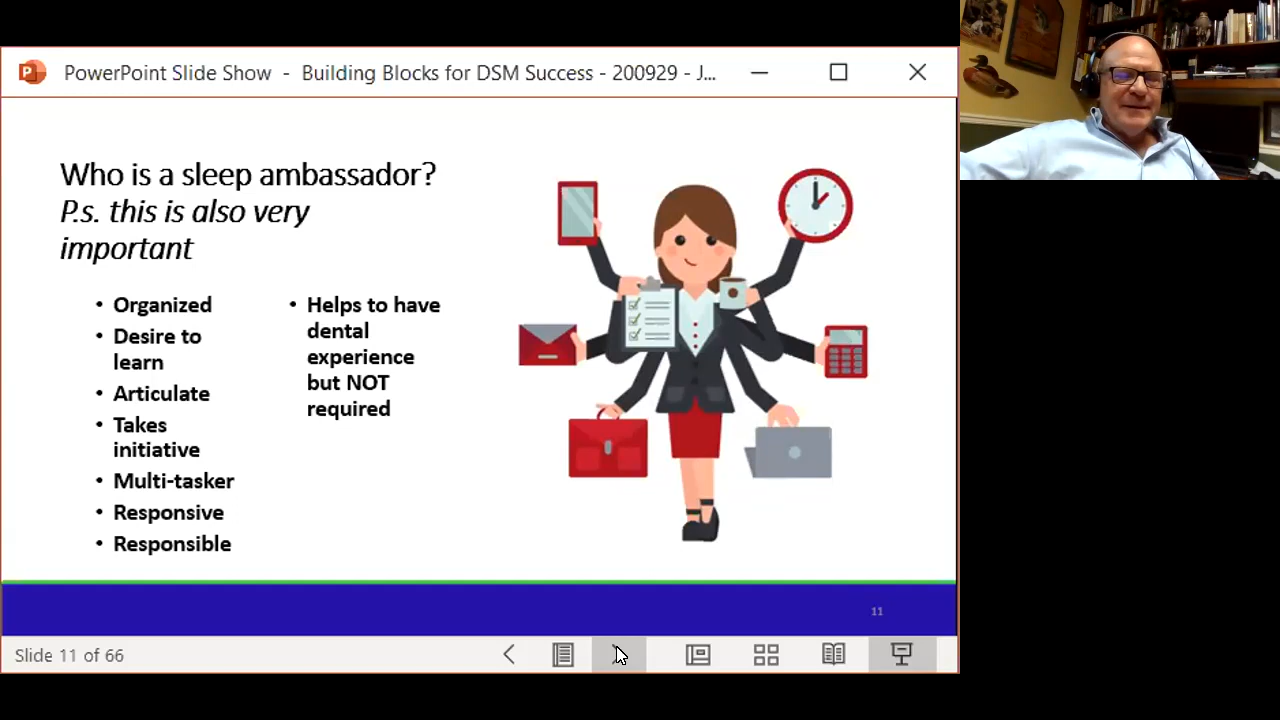 PowerPoint Slide Show - Building Blocks for DSM Success - 200929 - J...
Who is a sleep ambassador?
P.s. this is also very
important
• Organized
• Desire to
learn
• Articulate
• Takes
initiative
• Multi-tasker
• Responsive
• Responsible
• Helps to have
dental
experience
but NOT
required
11
Slide 11 of 66